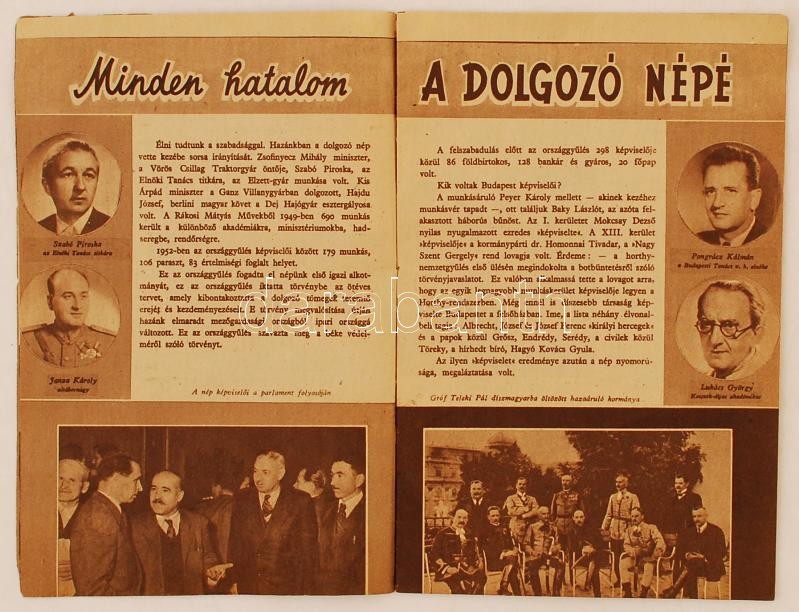 Minden hatalom
Élni tudtunk a szabadsággal. Hazánkban a dolgozó nép
vette kezébe sorsa irányítását. Zsofinyecz Mihály miniszter,
a Vörös Csillag Traktorgyár öntője, Szabó Piroska, az
Elnöki Tanács titkára, az Elzett-gyár munkása volt. Kis
Árpád miniszter a Ganz Villanygyárban dolgozott, Hajdu
József, berlini magyar követ a Dej Hajógyár esztergályosa
volt. A Rákosi Mátyás Művekből 1949-ben 690 munkás
került a különböző akadémiákra, minisztériumokba, had-
seregbe, rendőrségre.
1952-ben az országgyűlés képviselői között 179 munkás,
106 paraszt, 83 értelmiségi foglalt helyet.
Ez az országgyűlés fogadta el népünk első igazi alkot-
mányát, ez az országgyűlés iktatta törvénybe az ötéves
tervet, amely kibontakoztatta a dolgozó tömegek tetemű
erejét és kezdeményezéseit. E törvény megvalósítása útján
hazánk elmaradt mezőgazdasági országból ipari országgá
változott. Ez az országgyűlés szavazta meg a béke védel-
méről szóló törvényt.
Szabó Piroska
az Elnöki Tanács titkára
Janza Károly
altábornagy
A nép képviselői a parlament folyosóján
A DOLGOZÓ NÉPÉ
A felszabadulás előtt az országgyűlés 298 képviselője
közül 86 földbirtokos, 128 bankár és gyáros, 20 főpap
volt.
Kik voltak Budapest képviselői?
A munkásáruló Peyer Károly mellett — akinek kezéhez
munkásvér tapadt —, ott találjuk Baky Lászlót, az azóta fel-
akasztott háborús bűnöst. Az I. kerületet Mokcsay Dezső
nyilas nyugalmazott ezredes »képviselte«. A XIII. kerület
»képviselője« a kormánypárti dr. Homonnai Tivadar, a »Nagy
Szent Gergely« rend lovagja volt. Érdeme: — a horthy-
nemzetgyűlés első ülésén megindokolta a botbüntetésről szóló
törvényjavaslatot. Ez valóban alkalmassá tette a lovagot arra,
hogy az egyik legnagyobb munkáskerület képviselője legyen a
Horthy-rendszerben. Még ennél is díszesebb társaság kép-
viselte Budapestet a felsőházban. Íme, a lista néhány élvonal-
beli tagja: Albrecht, József és József Ferenc »királyi hercegek«
és a papok közül Grősz, Endrédy, Serédy, a civilek közül
Töreky, a hírhedt bíró, Hagyó Kovács Gyula.
Az ilyen »képviselet« eredménye azután a nép nyomorú-
sága, megaláztatása volt.
Gróf Teleki Pál díszmagyarba öltözött hazaáruló kormánya
Pongrácz Kálmán
a Budapesti Tanács v. b. elnöke
Lukács György
Kossuth-díjas akadémikus
darabanth